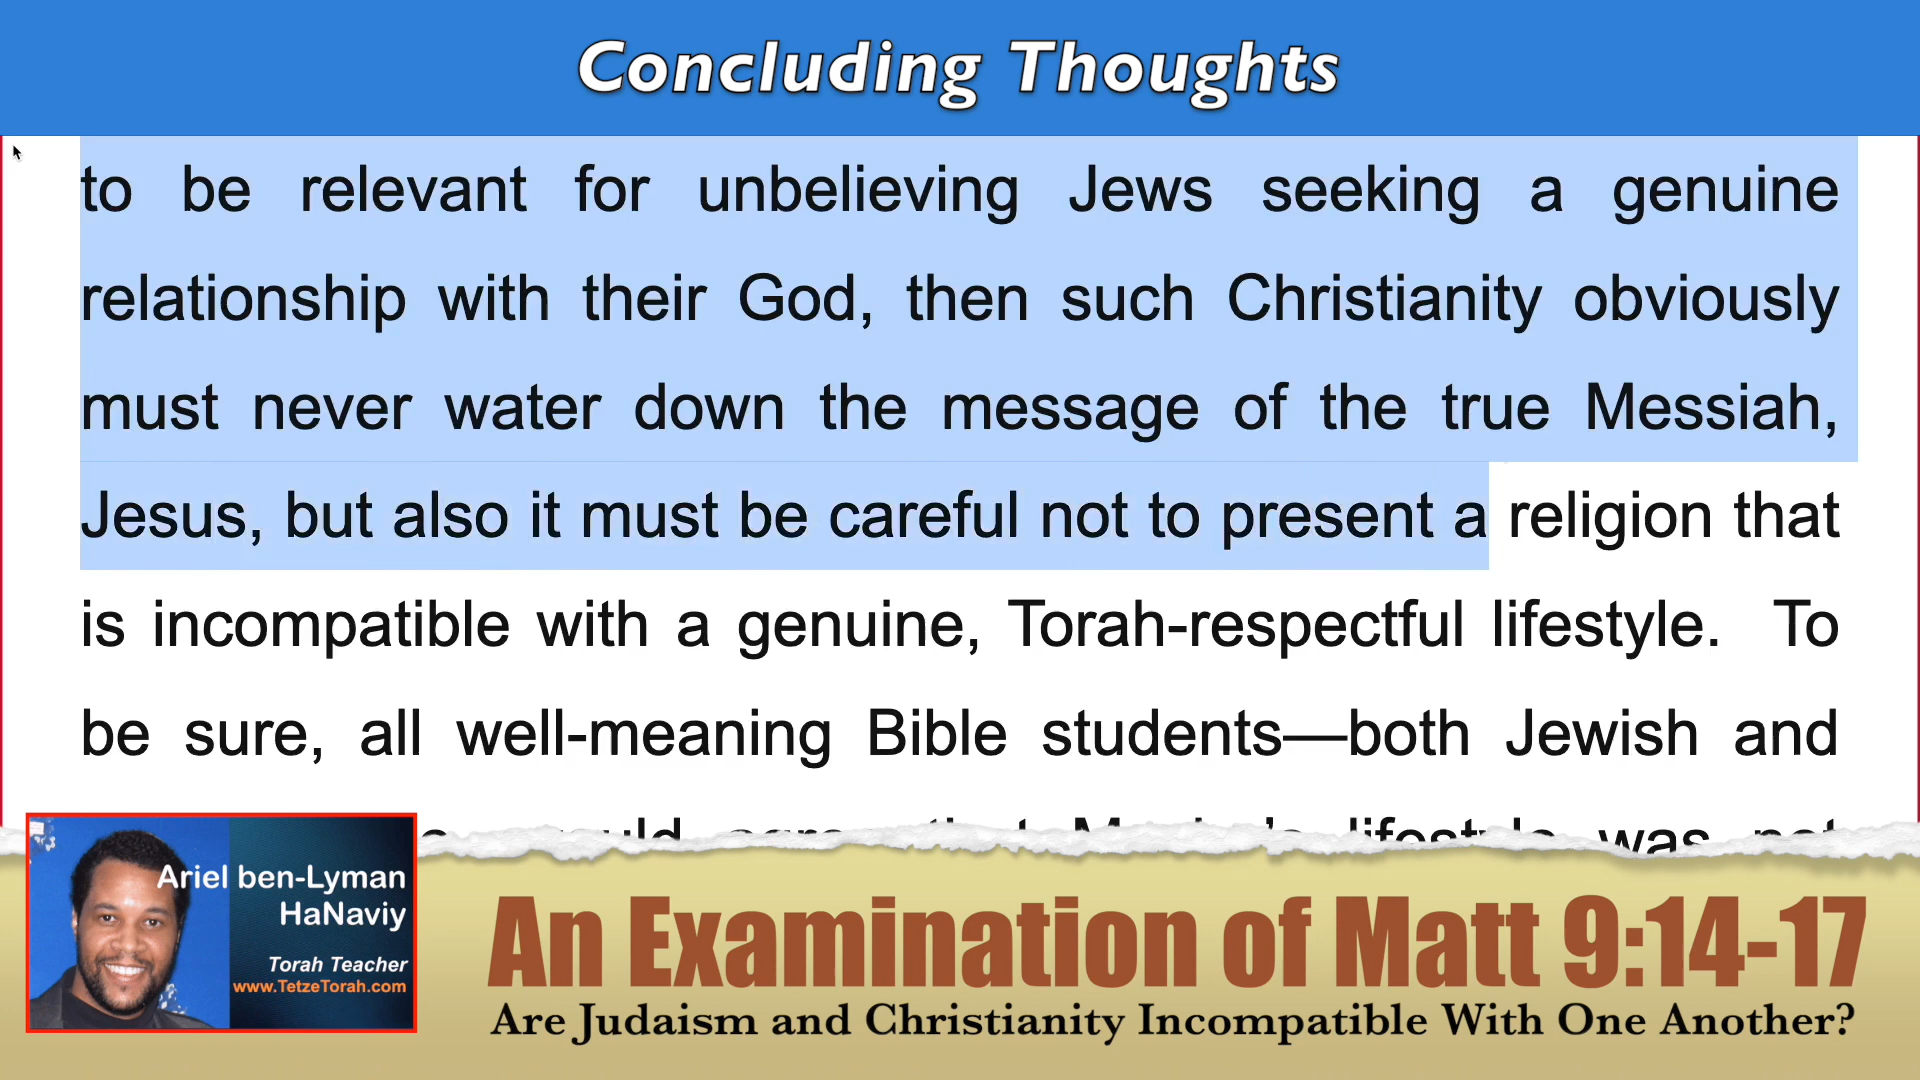 Concluding Thoughts
to be relevant for unbelieving Jews seeking a genuine
relationship with their God, then such Christianity obviously
must never water down the message of the true Messiah,
Jesus, but also it must be careful not to present a religion that
is incompatible with a genuine, Torah-respectful lifestyle. To
be sure, all well-meaning Bible students—both Jewish and
lifestyle was not
Ariel ben-Lyman
HaNaviy
Torah Teacher
www.TetzeTorah.com
An Examination of Matt 9:14-17
Are Judaism and Christianity Incompatible With One Another?